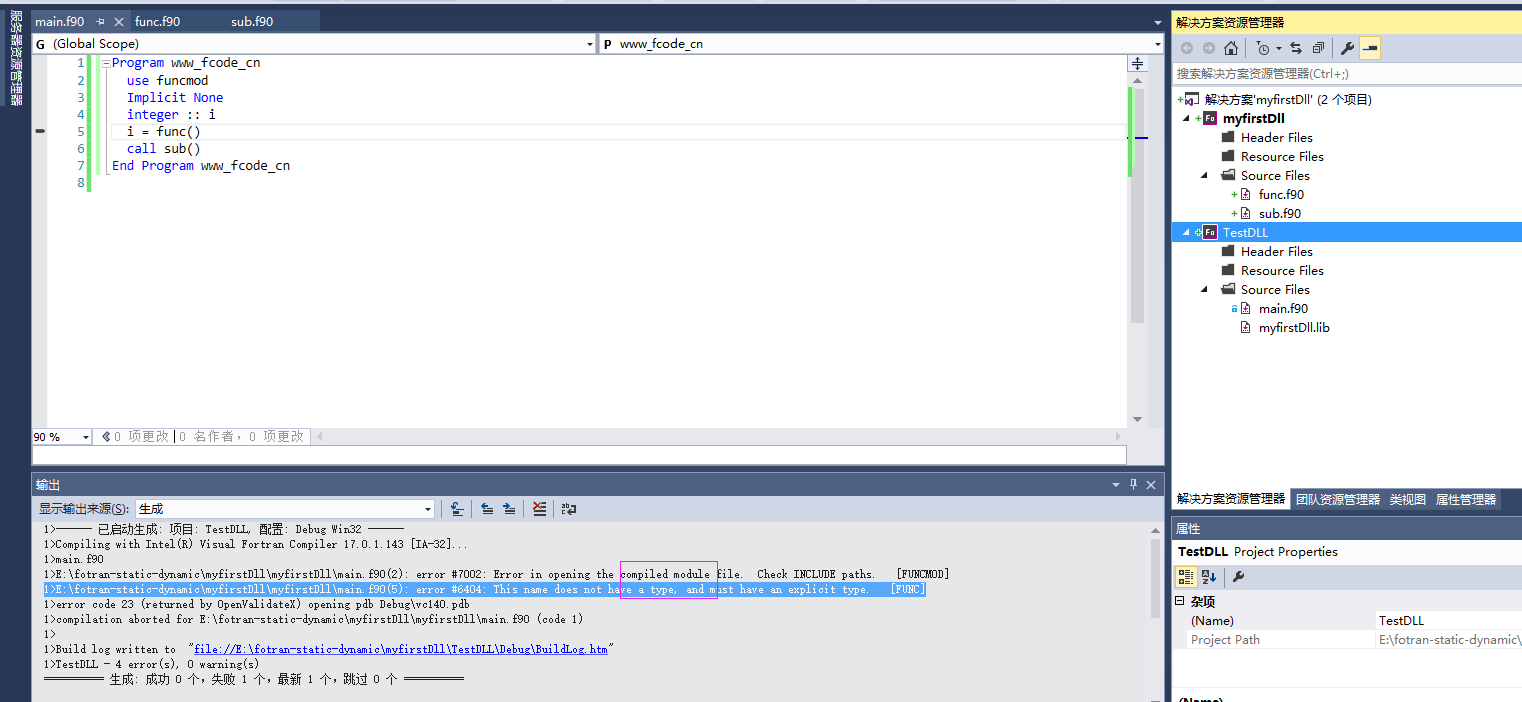 服务器资源管理器
main.f90
func.f90
sub.f90
(Global Scope)
www_fcode_cn
1 Program www_fcode_cn
2 use funcmod
3 Implicit None
4 integer :: i
5 i = func()
6 call sub()
7 End Program www_fcode_cn
8
90 %
0 项更改 | 0 名作者，0 项更改
输出
显示输出来源(S): 生成
1>------ 已启动生成: 项目: TestDLL, 配置: Debug Win32 ------
1>Compiling with Intel(R) Visual Fortran Compiler 17.0.1.143 [IA-32]...
1>main.f90
1>E:\fotran-static-dynamic\myfirstDll\myfirstDll\main.f90(2): error #7002: Error in opening the compiled module file.  Check INCLUDE paths.   [FUNCMOD]
1>E:\fotran-static-dynamic\myfirstDll\myfirstDll\main.f90(5): error #6404: This name does not have a type, and must have an explicit type.   [FUNC]
1>error code 23 (returned by OpenValidateX) opening pdb Debug\vc140.pdb
1>compilation aborted for E:\fotran-static-dynamic\myfirstDll\myfirstDll\main.f90 (code 1)
1>
1>Build log written to  "file://E:\fotran-static-dynamic\myfirstDll\TestDLL\Debug\BuildLog.htm"
1>TestDLL - 4 error(s), 0 warning(s)
========== 生成: 成功 0 个，失败 1 个，最新 1 个，跳过 0 个 ==========
解决方案资源管理器
搜索解决方案资源管理器(Ctrl+;)
解决方案'myfirstDll' (2 个项目)
myfirstDll
Header Files
Resource Files
Source Files
func.f90
sub.f90
TestDLL
Header Files
Resource Files
Source Files
main.f90
myfirstDll.lib
解决方案资源管理器 团队资源管理器 类视图 属性管理器
属性
TestDLL Project Properties
杂项
(Name) TestDLL
Project Path E:\fotran-static-dynamic\
(Name)